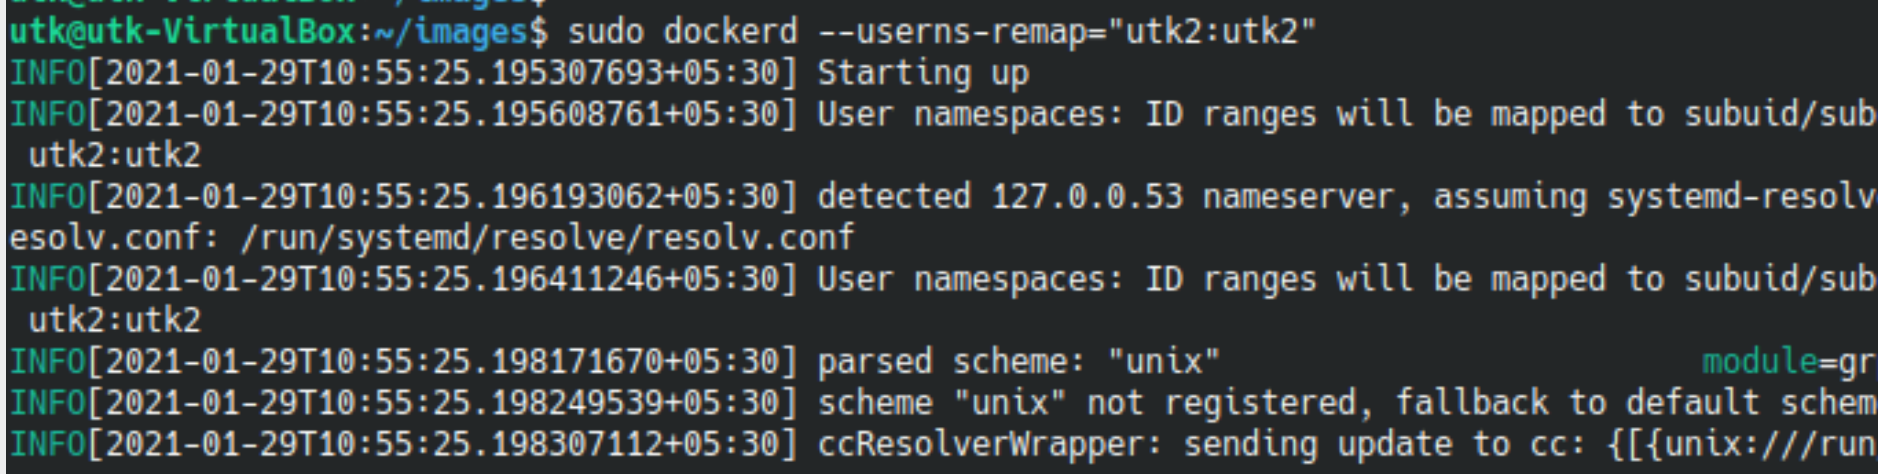 utk@utk-VirtualBox:~/images$
utk@utk-VirtualBox:~/images$ sudo dockerd --userns-remap="utk2:utk2"
INFO[2021-01-29T10:55:25.195307693+05:30] Starting up
INFO[2021-01-29T10:55:25.195608761+05:30] User namespaces: ID ranges will be mapped to subuid/sub
utk2:utk2
INFO[2021-01-29T10:55:25.196193062+05:30] detected 127.0.0.53 nameserver, assuming systemd-resolv
esolv.conf: /run/systemd/resolve/resolv.conf
INFO[2021-01-29T10:55:25.196411246+05:30] User namespaces: ID ranges will be mapped to subuid/sub
utk2:utk2
INFO[2021-01-29T10:55:25.198171670+05:30] parsed scheme: "unix" module=gr
INFO[2021-01-29T10:55:25.198249539+05:30] scheme "unix" not registered, fallback to default schem
INFO[2021-01-29T10:55:25.198307112+05:30] ccResolverWrapper: sending update to cc: {[{unix:///run